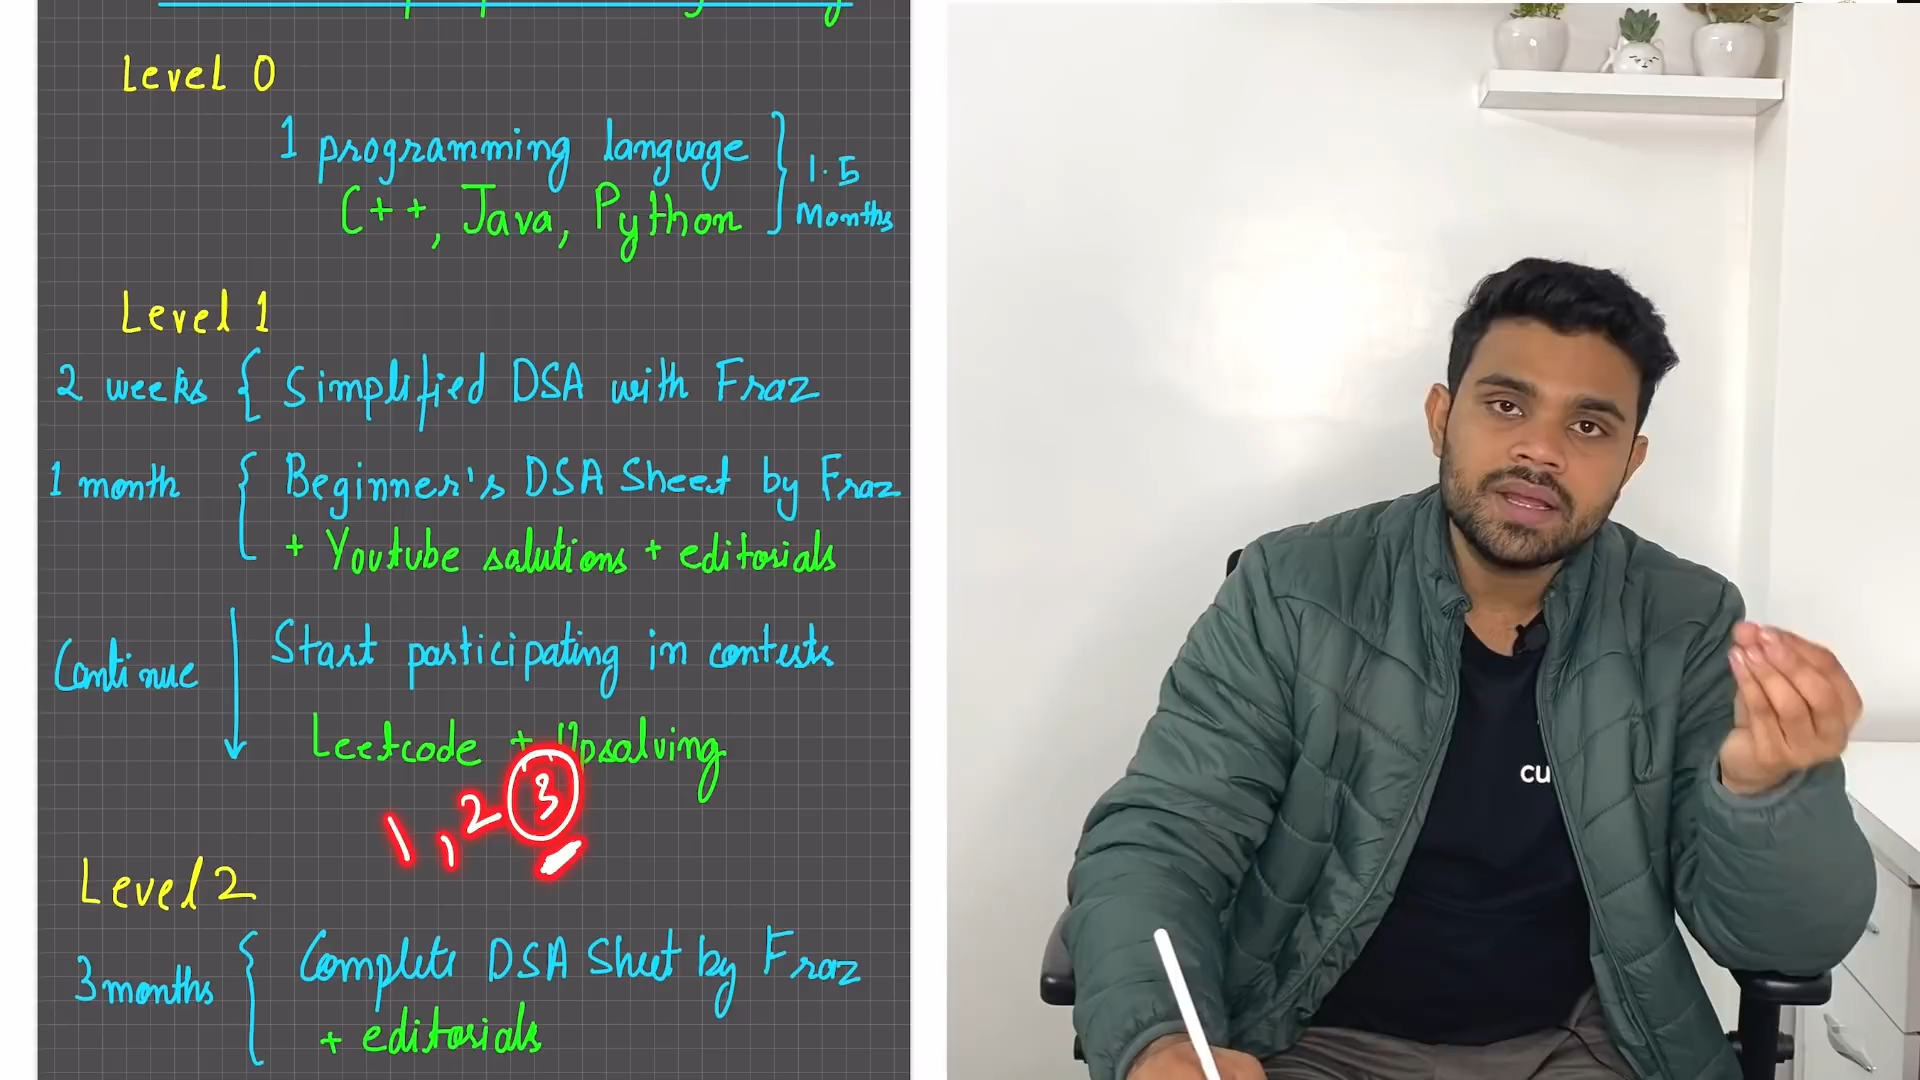 Level 0
1 programming language
C++, Java, Python
1.5
Months
Level 1
2 weeks
Simplified DSA with Fraz
1 month
Beginner's DSA Sheet by Fraz
+ Youtube solutions + editorials
Continue
Start participating in contests
Leetcode + Upsolving
1, 2 3
Level 2
3 months
Complete DSA Sheet by Fraz
+ editorials
cu